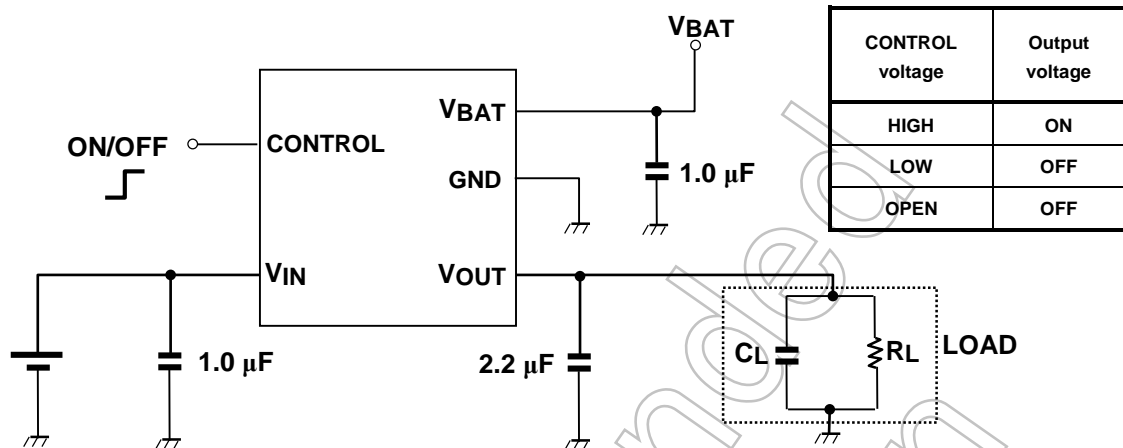 VBAT
CONTROL voltage
Output voltage
HIGH
ON
LOW
OFF
OPEN
OFF
ON/OFF
CONTROL
VBAT
GND
1.0 µF
VIN
VOUT
1.0 µF
2.2 µF
CL
RL
LOAD